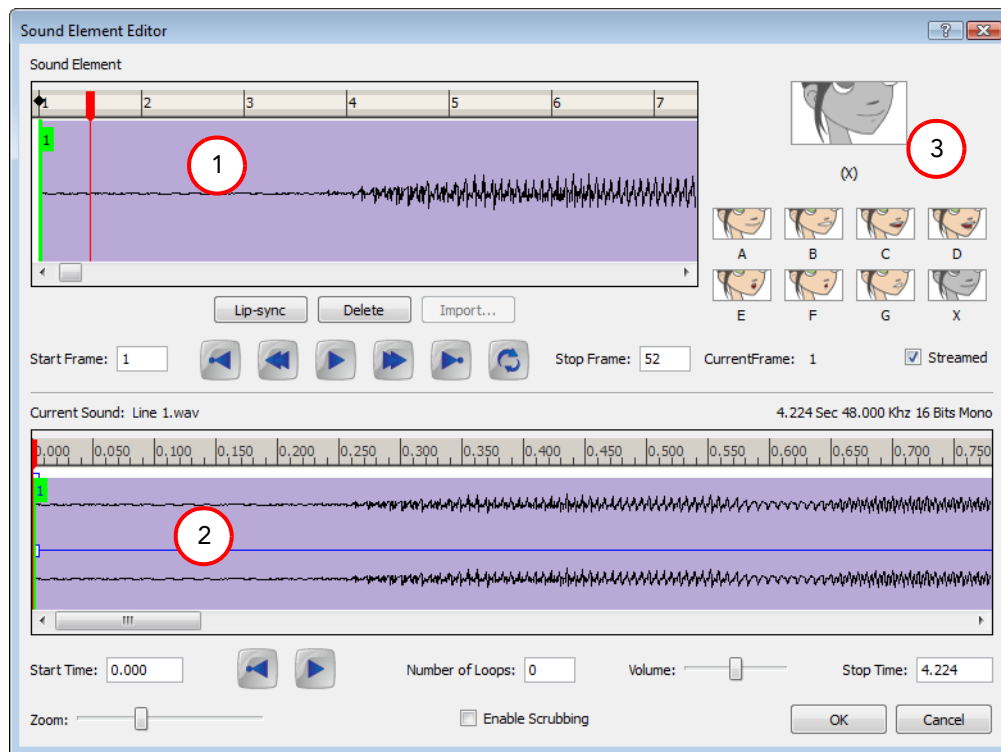 Sound Element Editor
Sound Element
1 2 3 4 5 6 7
1
1
3
(X)
A B C D
E F G X
Lip-sync Delete Import...
Start Frame: 1 Stop Frame: 52 CurrentFrame: 1 Streamed
Current Sound: Line 1.wav 4.224 Sec 48.000 Khz 16 Bits Mono
0.000 0.050 0.100 0.150 0.200 0.250 0.300 0.350 0.400 0.450 0.500 0.550 0.600 0.650 0.700 0.750
1
2
Start Time: 0.000 Number of Loops: 0 Volume: Stop Time: 4.224
Zoom: Enable Scrubbing OK Cancel